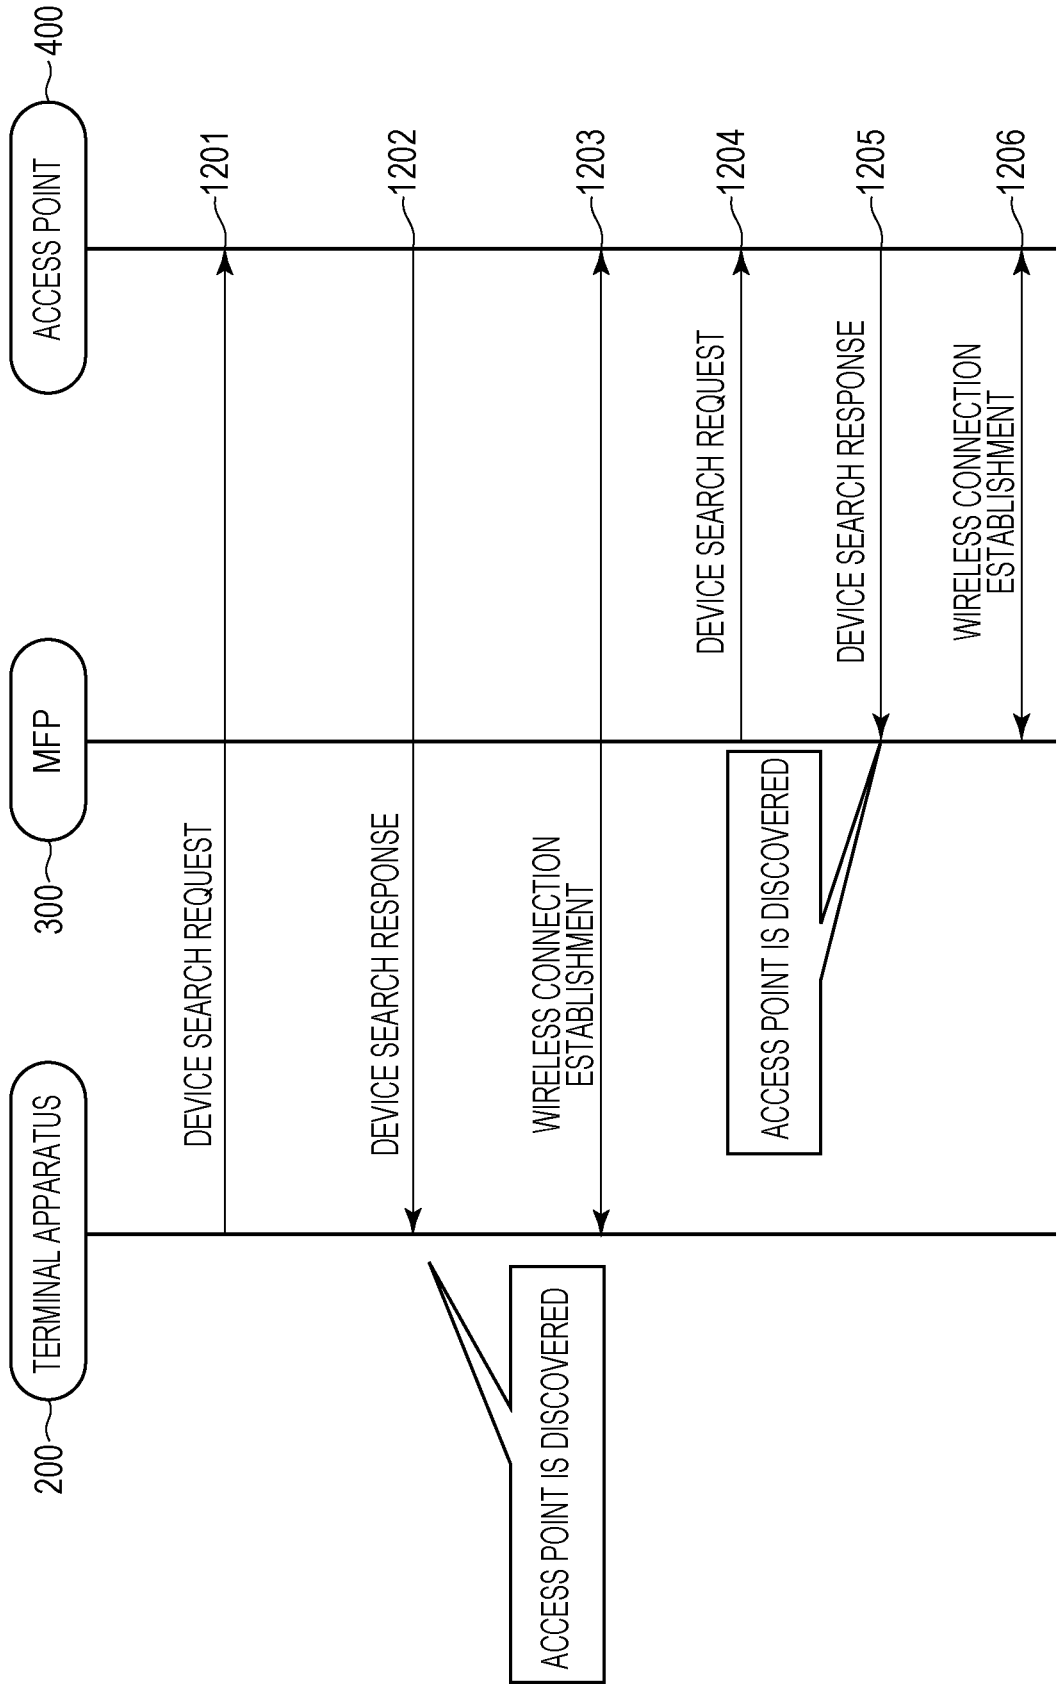 TERMINAL APPARATUS
200
MFP
300
ACCESS POINT
400
DEVICE SEARCH REQUEST
1201
DEVICE SEARCH RESPONSE
1202
ACCESS POINT IS DISCOVERED
WIRELESS CONNECTION
ESTABLISHMENT
1203
DEVICE SEARCH REQUEST
1204
ACCESS POINT IS DISCOVERED
DEVICE SEARCH RESPONSE
1205
WIRELESS CONNECTION
ESTABLISHMENT
1206